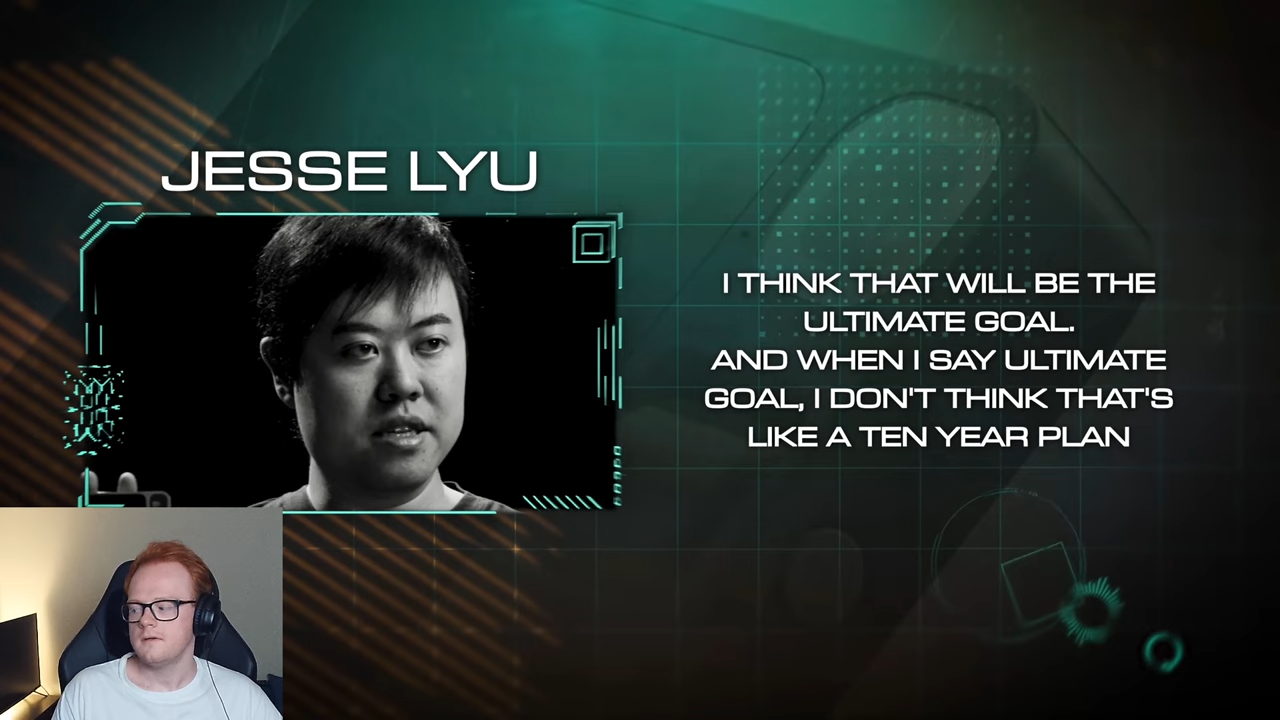 JESSE LYU
I THINK THAT WILL BE THE
ULTIMATE GOAL.
AND WHEN I SAY ULTIMATE
GOAL, I DON'T THINK THAT'S
LIKE A TEN YEAR PLAN